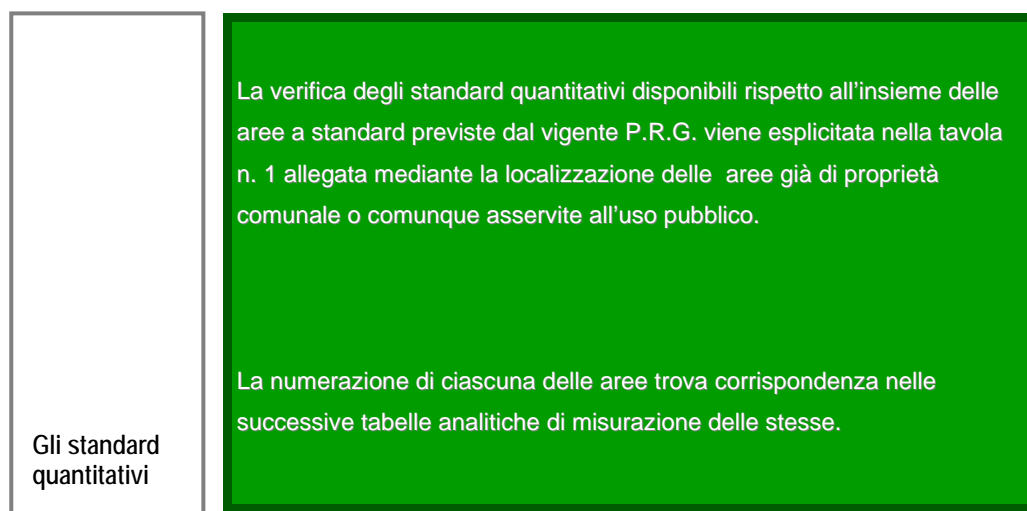 La verifica degli standard quantitativi disponibili rispetto all'insieme delle
aree a standard previste dal vigente P.R.G. viene esplicitata nella tavola
n. 1 allegata mediante la localizzazione delle  aree già di proprietà
comunale o comunque asservite all'uso pubblico.
La numerazione di ciascuna delle aree trova corrispondenza nelle
successive tabelle analitiche di misurazione delle stesse.
Gli standard
quantitativi